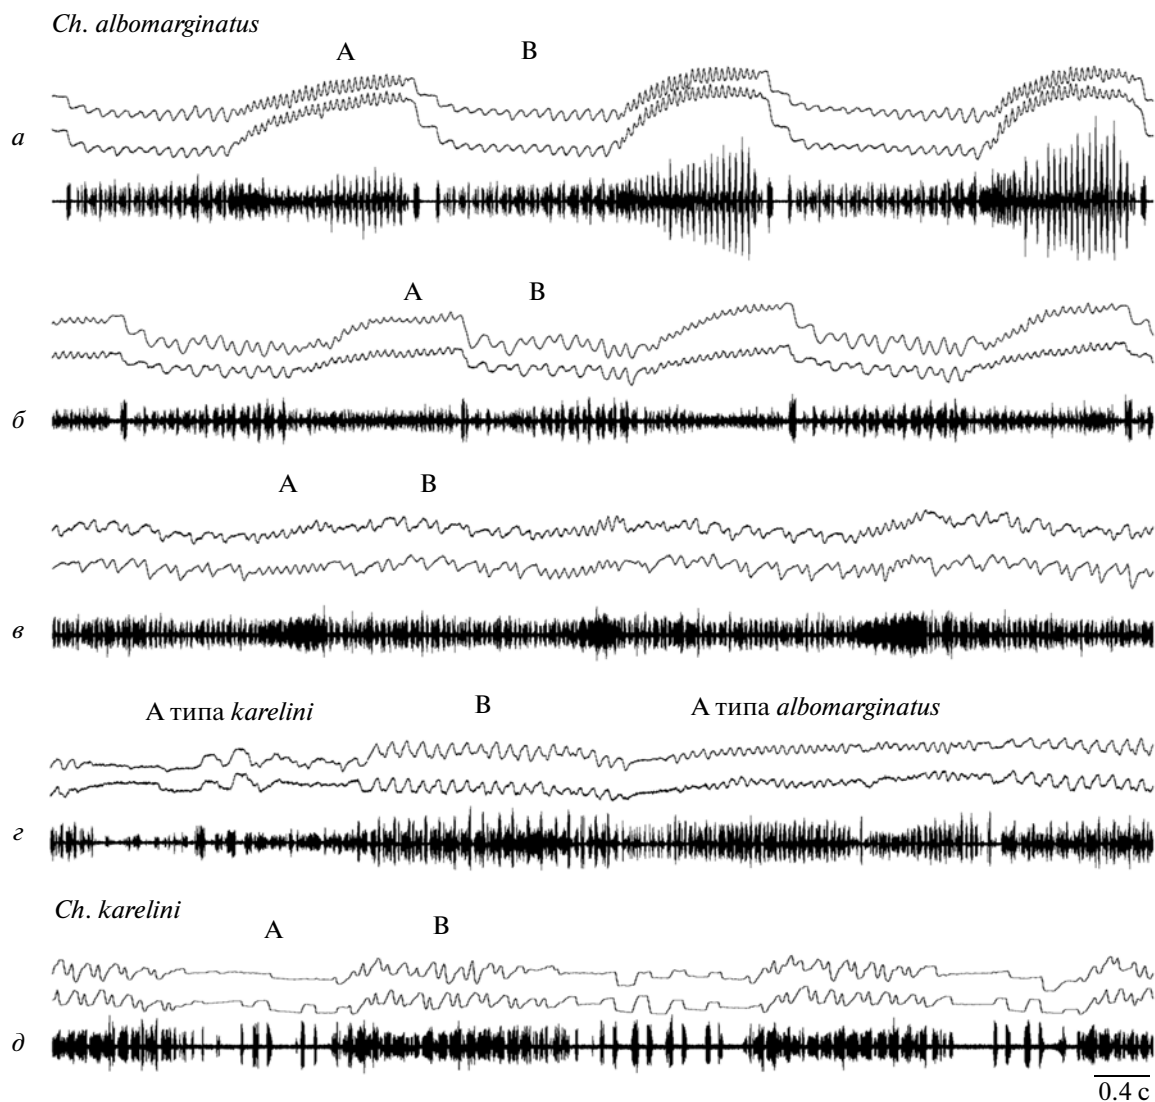 Ch. albomarginatus
A B
а
A B
б
A B
в
А типа karelini B А типа albomarginatus
г
Ch. karelini
A B
д
0.4 с